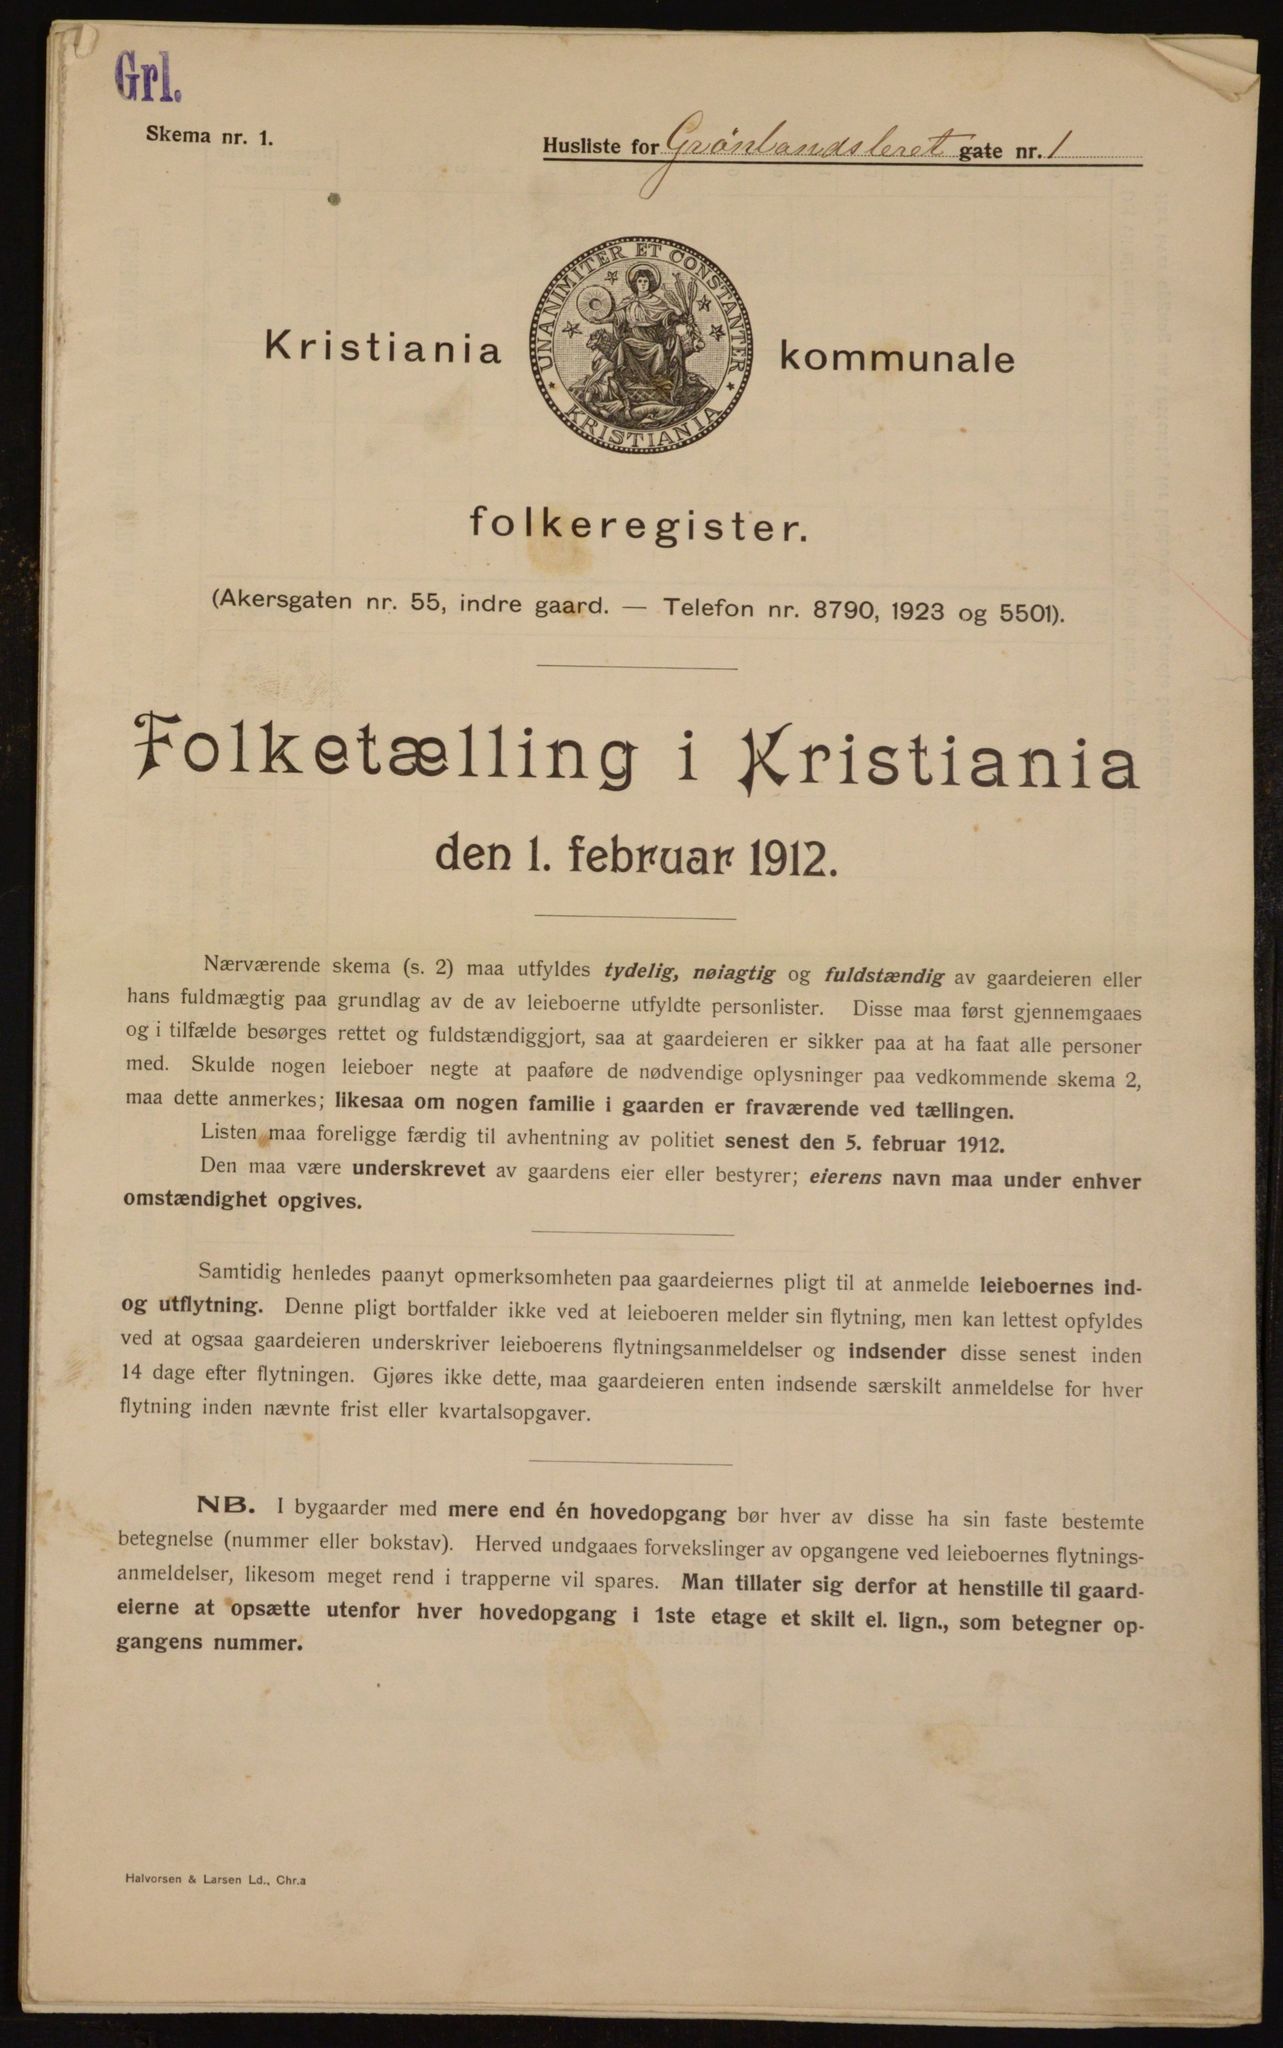 Grl.
Skema nr. 1.
Husliste for Grönlandsleret gate nr. 1
UNANIMITER ET CONSTANTER
KRISTIANIA
Kristiania kommunale
folkeregister.
(Akersgaten nr. 55, indre gaard. — Telefon nr. 8790, 1923 og 5501).
Folketælling i Kristiania
den 1. februar 1912.
Nærværende skema (s. 2) maa utfyldes tydelig, nøiagtig og fuldstændig av gaardeieren eller
hans fuldmægtig paa grundlag av de av leieboerne utfyldte personlister. Disse maa først gjennemgaaes
og i tilfælde besørges rettet og fuldstændiggjort, saa at gaardeieren er sikker paa at ha faat alle personer
med. Skulde nogen leieboer negte at paaføre de nødvendige oplysninger paa vedkommende skema 2,
maa dette anmerkes; likesaa om nogen familie i gaarden er fraværende ved tællingen.
Listen maa foreligge færdig til avhentning av politiet senest den 5. februar 1912.
Den maa være underskrevet av gaardens eier eller bestyrer; eierens navn maa under enhver
omstændighet opgives.
Samtidig henledes paanyt opmerksomheten paa gaardeiernes pligt til at anmelde leieboernes ind-
og utflytning. Denne pligt bortfalder ikke ved at leieboeren melder sin flytning, men kan lettest opfyldes
ved at ogsaa gaardeieren underskriver leieboerens flytningsanmeldelser og indsender disse senest inden
14 dage efter flytningen. Gjøres ikke dette, maa gaardeieren enten indsende særskilt anmeldelse for hver
flytning inden nævnte frist eller kvartalsopgaver.
NB. I bygaarder med mere end én hovedopgang bør hver av disse ha sin faste bestemte
betegnelse (nummer eller bokstav). Herved undgaaes forvekslinger av opgangene ved leieboernes flytnings-
anmeldelser, likesom meget rend i trapperne vil spares. Man tillater sig derfor at henstille til gaard-
eierne at opsætte utenfor hver hovedopgang i 1ste etage et skilt el. lign., som betegner op-
gangens nummer.
Halvorsen & Larsen Ld., Chr.a